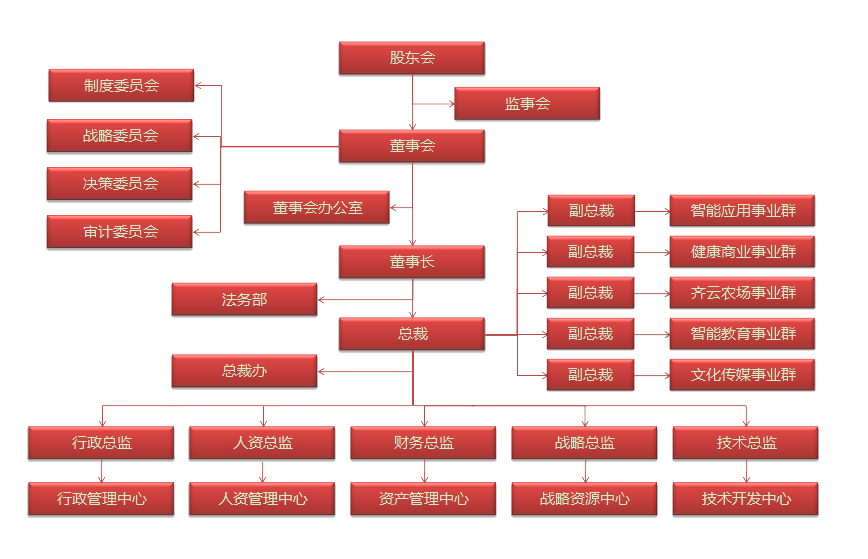 股东会
制度委员会
监事会
战略委员会
董事会
决策委员会
董事会办公室
副总裁
智能应用事业群
审计委员会
副总裁
健康商业事业群
董事长
副总裁
齐云农场事业群
法务部
总裁
副总裁
智能教育事业群
总裁办
副总裁
文化传媒事业群
行政总监
人资总监
财务总监
战略总监
技术总监
行政管理中心
人资管理中心
资产管理中心
战略资源中心
技术开发中心